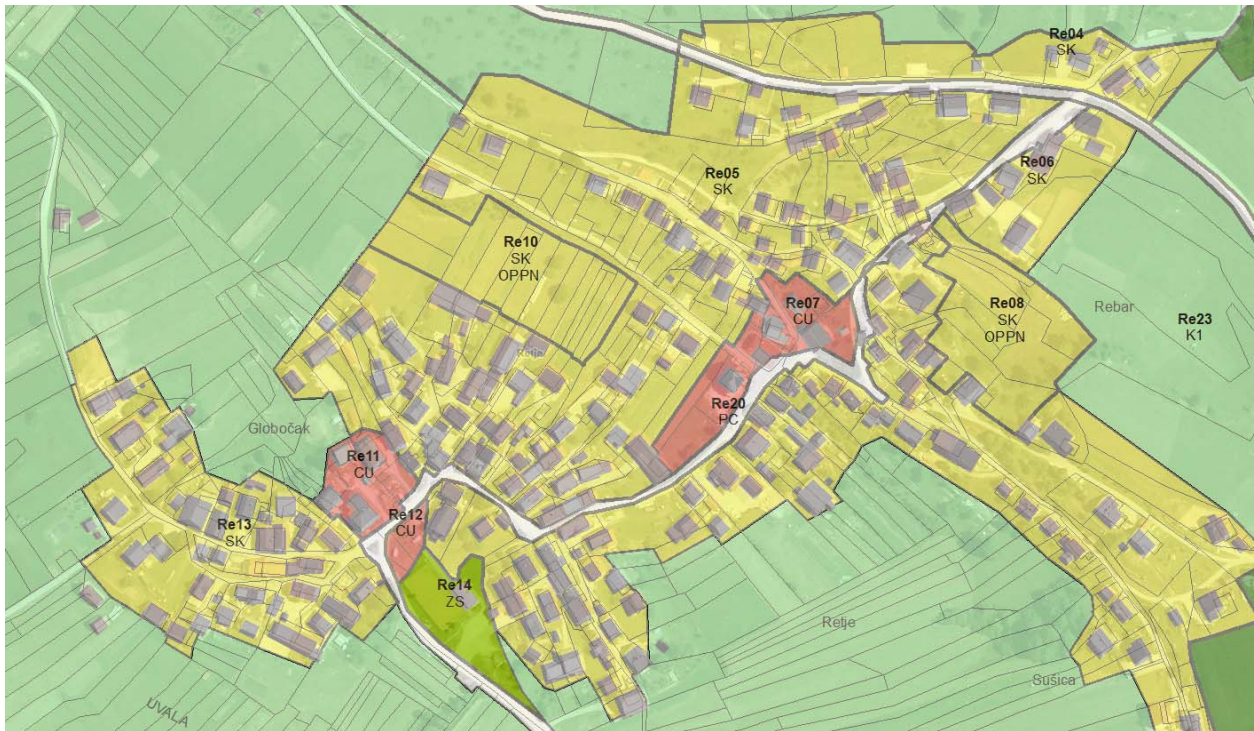 Re04
SK
Re05
SK
Re06
SK
Re10
SK
OPPN
Re07
CU
Re08
SK
OPPN
Rebar
Re23
K1
Retje
Re20
PC
Globočak
Re11
CU
Re12
CU
Re13
SK
Re14
ZS
Retje
Sušica
UVALA